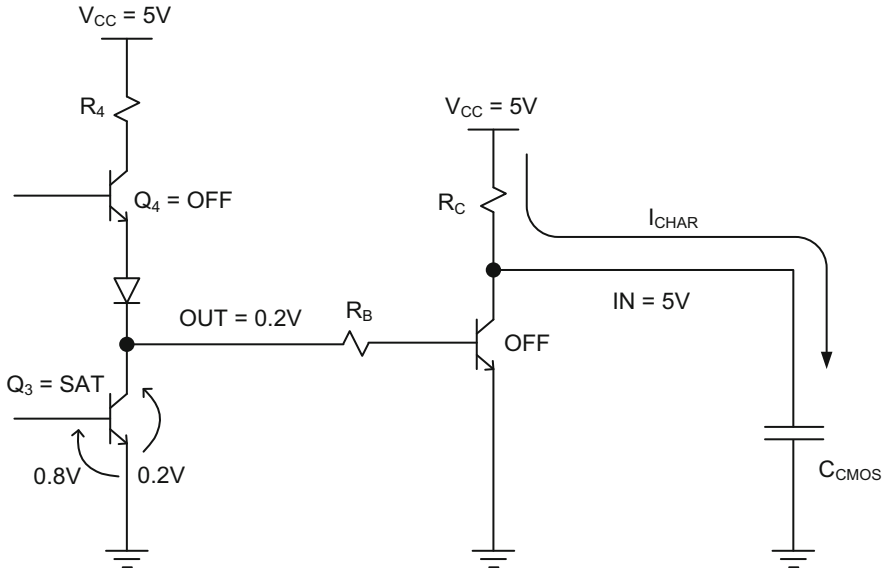 V_CC = 5V
R_4
Q_4 = OFF
V_CC = 5V
R_C
I_CHAR
OUT = 0.2V
R_B
IN = 5V
OFF
Q_3 = SAT
0.8V
0.2V
C_CMOS